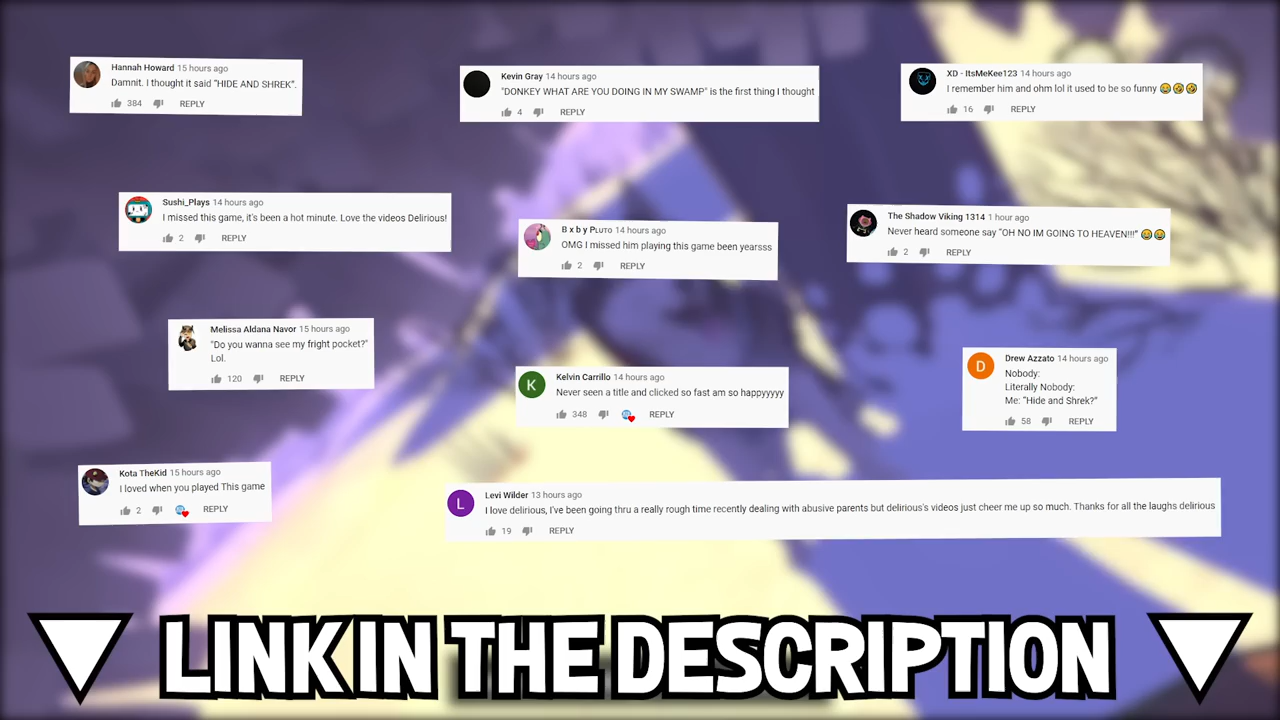 Hannah Howard 15 hours ago
Damnit. I thought it said "HIDE AND SHREK".
384 REPLY
Kevin Gray 14 hours ago
"DONKEY WHAT ARE YOU DOING IN MY SWAMP" is the first thing I thought
4 REPLY
XD - ItsMeKee123 14 hours ago
I remember him and ohm lol it used to be so funny 😂🤣🤣
16 REPLY
Sushi_Plays 14 hours ago
I missed this game, it's been a hot minute. Love the videos Delirious!
2 REPLY
B x b y Pluto 14 hours ago
OMG I missed him playing this game been yearsss
2 REPLY
The Shadow Viking 1314 1 hour ago
Never heard someone say "OH NO IM GOING TO HEAVEN!!!" 😂😂
2 REPLY
Melissa Aldana Navor 15 hours ago
"Do you wanna see my fright pocket?"
Lol.
120 REPLY
Kelvin Carrillo 14 hours ago
Never seen a title and clicked so fast am so happyyyyy
348 REPLY
D
Drew Azzato 14 hours ago
Nobody:
Literally Nobody:
Me: "Hide and Shrek?"
58 REPLY
K
Kota TheKid 15 hours ago
I loved when you played This game
2 REPLY
L
Levi Wilder 13 hours ago
I love delirious, I've been going thru a really rough time recently dealing with abusive parents but delirious's videos just cheer me up so much. Thanks for all the laughs delirious
19 REPLY
LINK IN THE DESCRIPTION